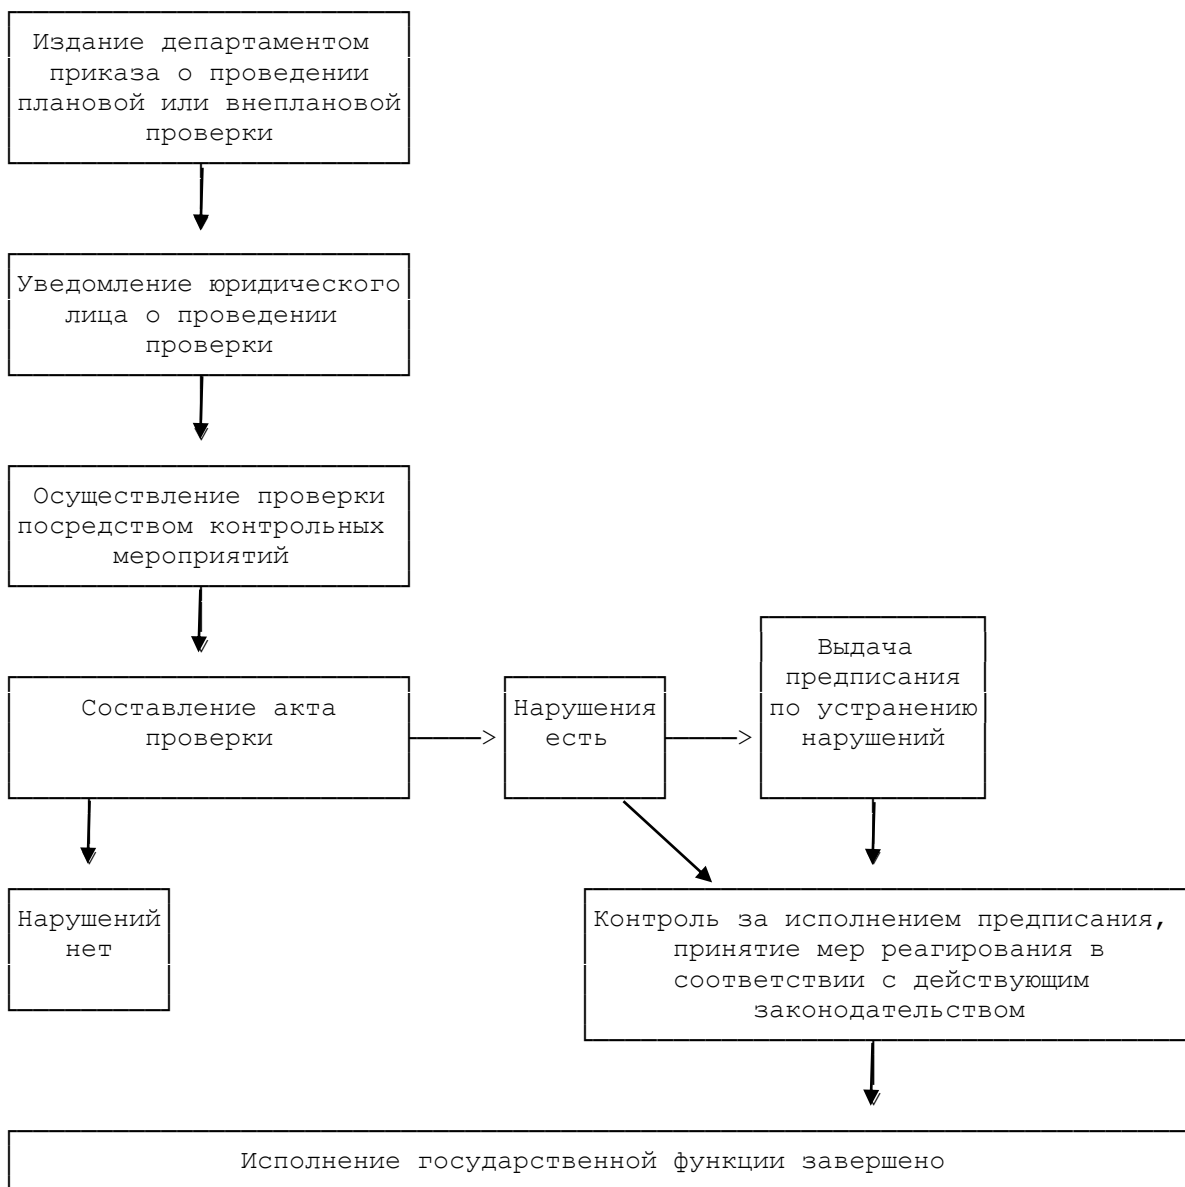 Издание департаментом
приказа о проведении
плановой или внеплановой
проверки
Уведомление юридического
лица о проведении
проверки
Осуществление проверки
посредством контрольных
мероприятий
Составление акта
проверки
Нарушения
есть
Выдача
предписания
по устранению
нарушений
Нарушений
нет
Контроль за исполнением предписания,
принятие мер реагирования в
соответствии с действующим
законодательством
Исполнение государственной функции завершено